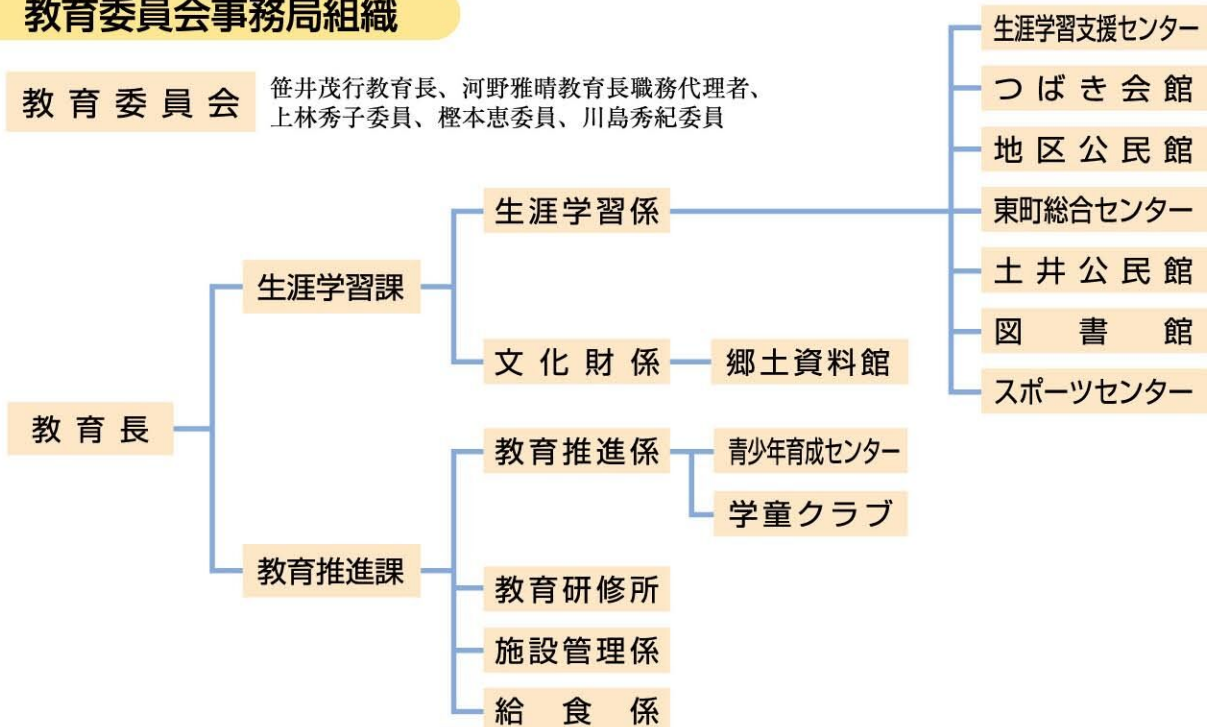 教育委員会事務局組織
教育委員会
笹井茂行教育長、河野雅晴教育長職務代理者、
上林秀子委員、樫本恵委員、川島秀紀委員
教育長
生涯学習課
生涯学習係
生涯学習支援センター
つばき会館
地区公民館
東町総合センター
土井公民館
図書館
スポーツセンター
文化財係
郷土資料館
教育推進課
教育推進係
青少年育成センター
学童クラブ
教育研修所
施設管理係
給食係